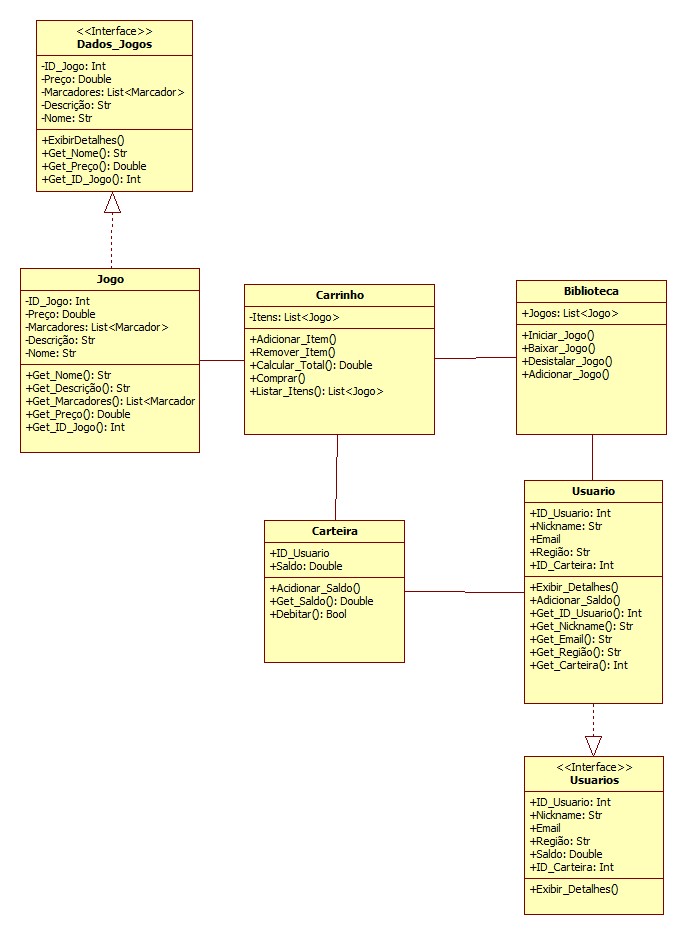 <<Interface>>
Dados_Jogos
-ID_Jogo: Int
-Preço: Double
-Marcadores: List<Marcador>
-Descrição: Str
-Nome: Str
+ExibirDetalhes()
+Get_Nome(): Str
+Get_Preço(): Double
+Get_ID_Jogo(): Int
Jogo
-ID_Jogo: Int
-Preço: Double
-Marcadores: List<Marcador>
-Descrição: Str
-Nome: Str
+Get_Nome(): Str
+Get_Descrição(): Str
+Get_Marcadores(): List<Marcador
+Get_Preço(): Double
+Get_ID_Jogo(): Int
Carrinho
-Itens: List<Jogo>
+Adicionar_Item()
+Remover_Item()
+Calcular_Total(): Double
+Comprar()
+Listar_Itens(): List<Jogo>
Biblioteca
+Jogos: List<Jogo>
+Iniciar_Jogo()
+Baixar_Jogo()
+Desistalar_Jogo()
+Adicionar_Jogo()
Carteira
+ID_Usuario
+Saldo: Double
+Acidionar_Saldo()
+Get_Saldo(): Double
+Debitar(): Bool
Usuario
+ID_Usuario: Int
+Nickname: Str
+Email
+Região: Str
+ID_Carteira: Int
+Exibir_Detalhes()
+Adicionar_Saldo()
+Get_ID_Usuario(): Int
+Get_Nickname(): Str
+Get_Email(): Str
+Get_Região(): Str
+Get_Carteira(): Int
<<Interface>>
Usuarios
+ID_Usuario: Int
+Nickname: Str
+Email
+Região: Str
+Saldo: Double
+ID_Carteira: Int
+Exibir_Detalhes()